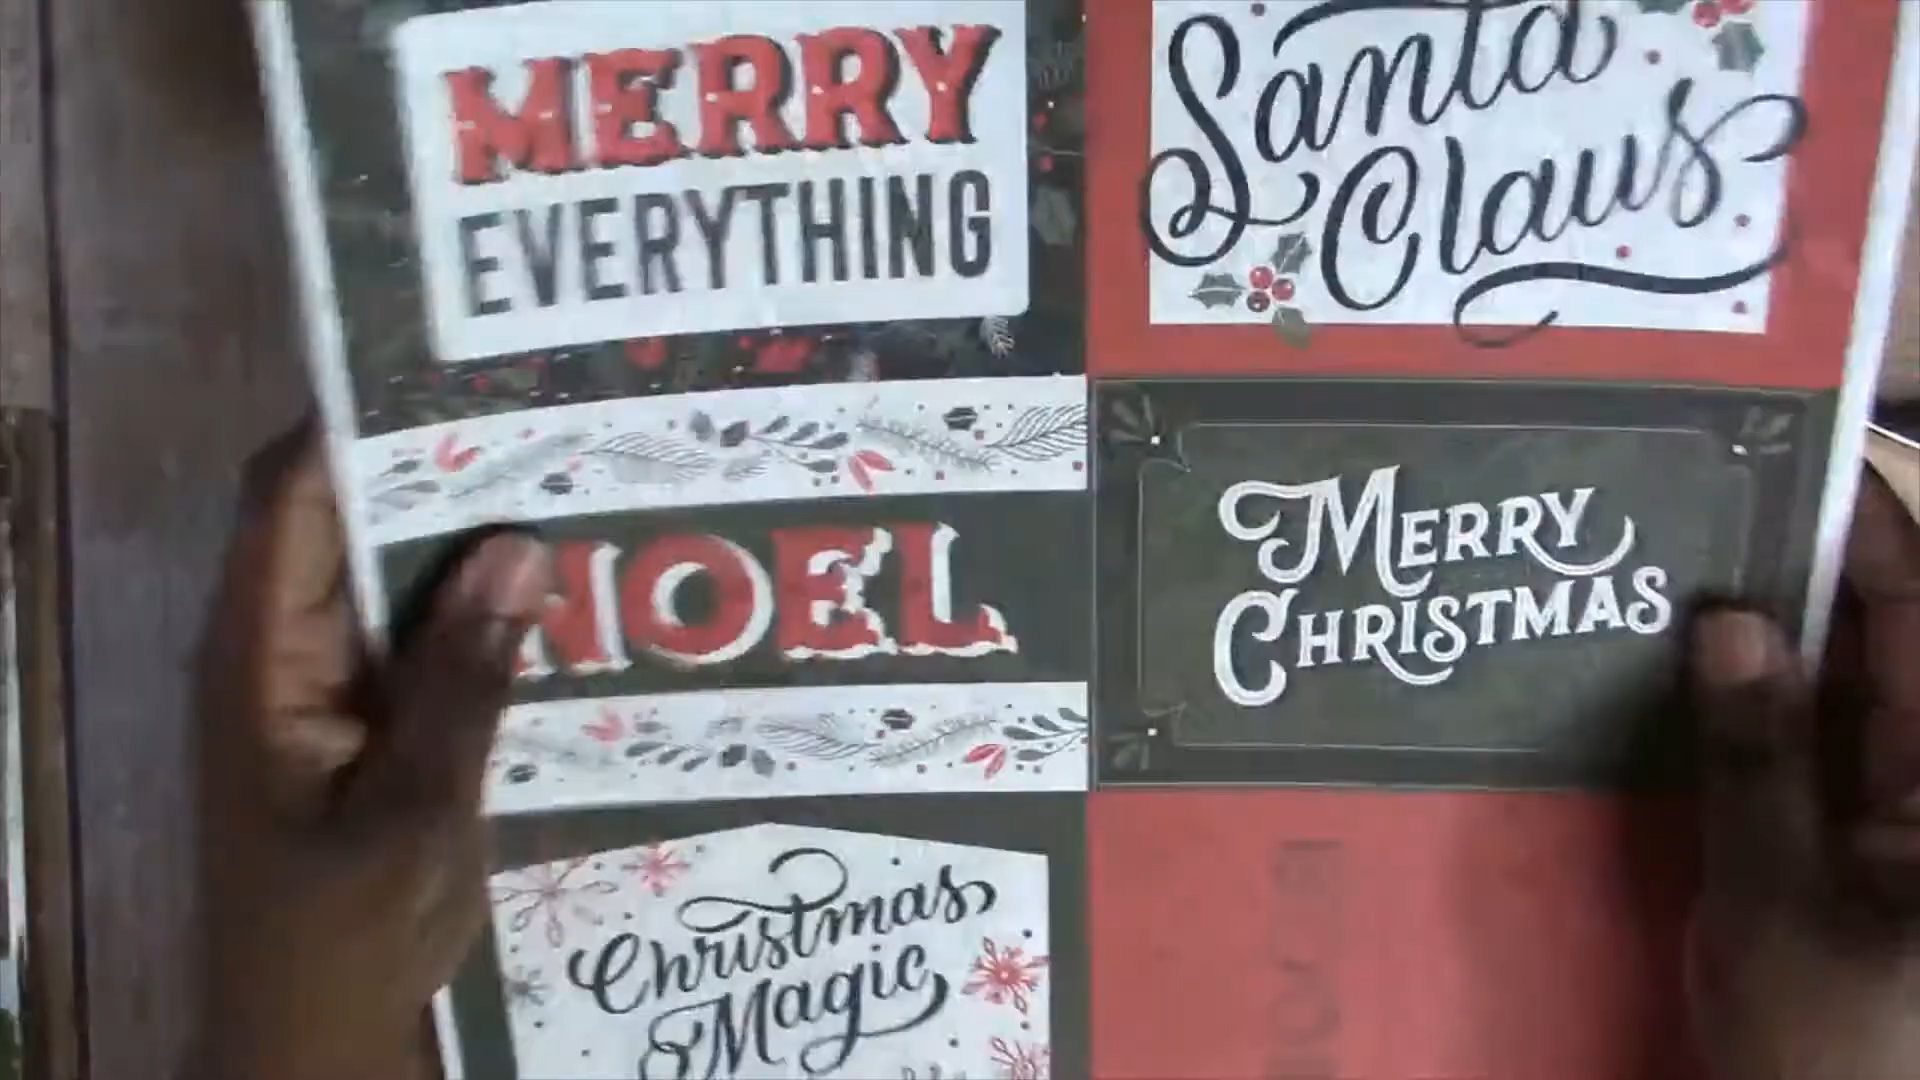 MERRY
EVERYTHING
NOEL
Christmas
Magic
Santa
Claus
MERRY
CHRISTMAS